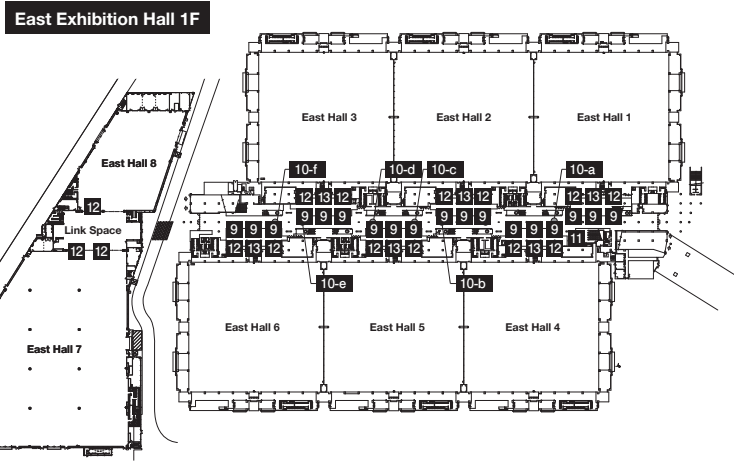 East Exhibition Hall 1F
East Hall 3
East Hall 2
East Hall 1
East Hall 8
10-f
10-d
10-c
10-a
12 13 12
12 13 12
12 13 12
12
9 9 9
9 9 9
9 9 9
Link Space
9 9 9
9 9 9
9 9 9
11
12 12
12 13 12
12 13 12
12 13 12
10-e
10-b
East Hall 6
East Hall 5
East Hall 4
East Hall 7